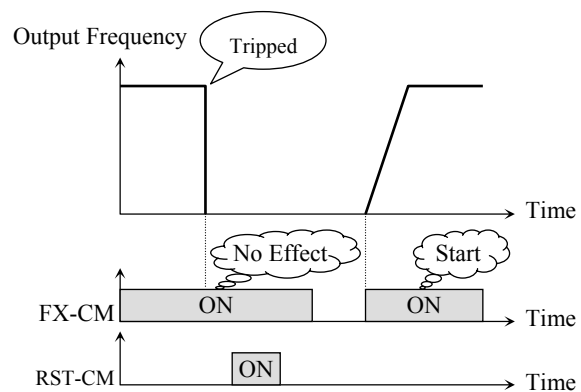 Output Frequency
Tripped
Time
No Effect
Start
FX-CM
ON
ON
Time
RST-CM
ON
Time